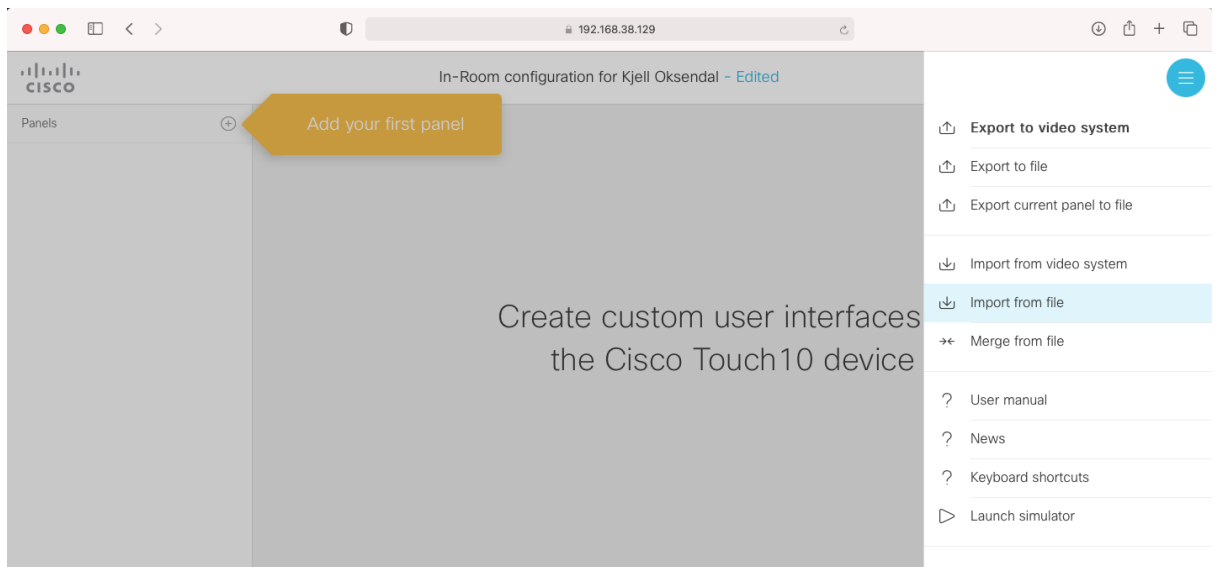 192.168.38.129
CISCO
In-Room configuration for Kjell Oksendal - Edited
Panels
Add your first panel
Create custom user interfaces
the Cisco Touch10 device
Export to video system
Export to file
Export current panel to file
Import from video system
Import from file
Merge from file
User manual
News
Keyboard shortcuts
Launch simulator